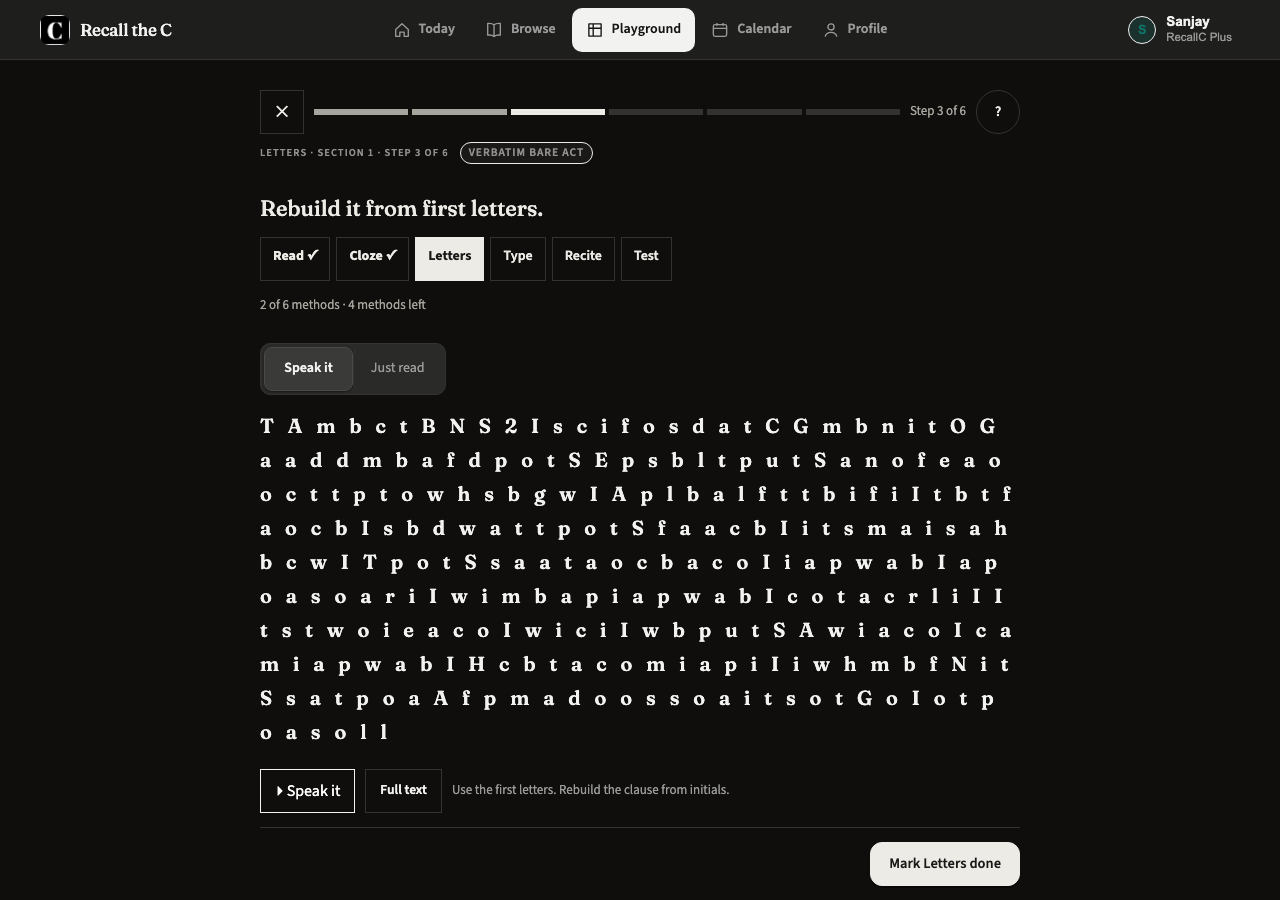 C Recall the C
Today Browse Playground Calendar Profile
S Sanjay
RecallC Plus
Step 3 of 6 ?
LETTERS · SECTION 1 · STEP 3 OF 6 VERBATIM BARE ACT
Rebuild it from first letters.
Read ✓ Cloze ✓ Letters Type Recite Test
2 of 6 methods · 4 methods left
Speak it Just read
T A m b c t B N S 2 I s c i f o s d a t C G m b n i t O G
a a d d m b a f d p o t S E p s b l t p u t S a n o f e a o
o c t t p t o w h s b g w I A p l b a l f t t b i f i I t b t f
a o c b I s b d w a t t p o t S f a a c b I i t s m a i s a h
b c w I T p o t S s a a t a o c b a c o I i a p w a b I a p
o a s o a r i I w i m b a p i a p w a b I c o t a c r l i I I
t s t w o i e a c o I w i c i I w b p u t S A w i a c o I c a
m i a p w a b I H c b t a c o m i a p i I i w h m b f N i t
S s a t p o a A f p m a d o o s s o a i t s o t G o I o t p
o a s o l l
Speak it Full text Use the first letters. Rebuild the clause from initials.
Mark Letters done